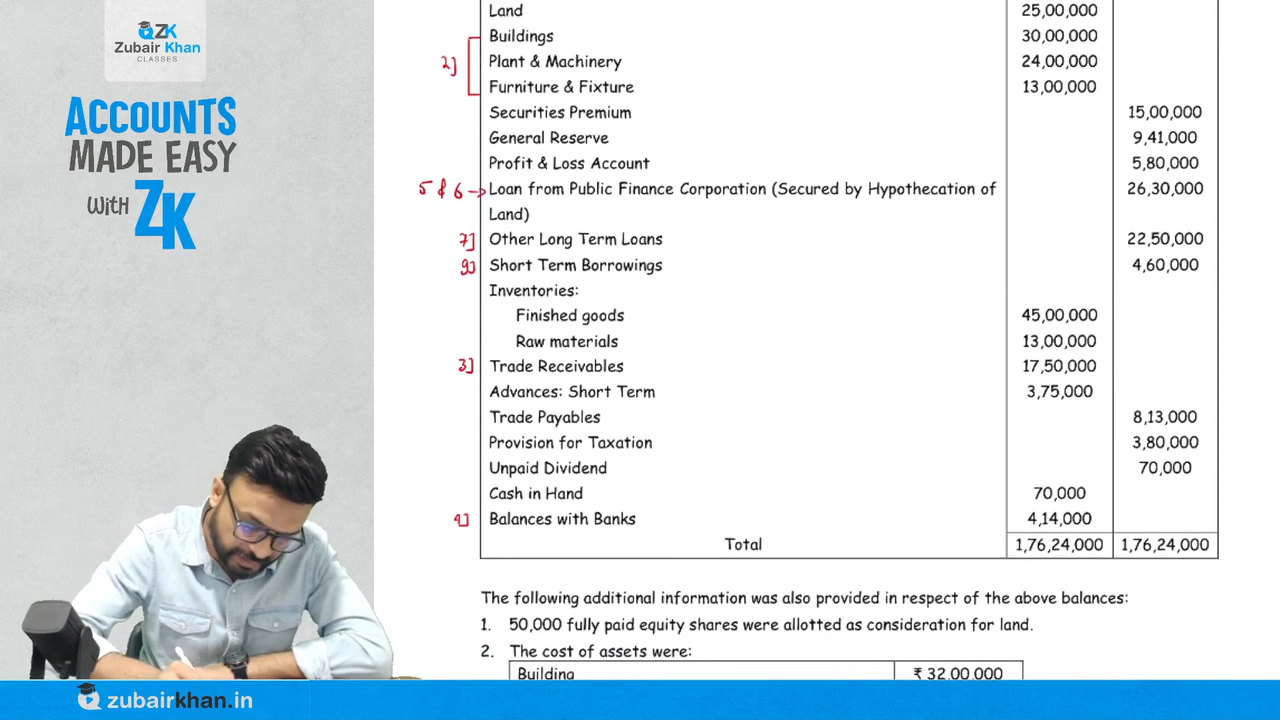 ZK
Zubair Khan
CLASSES
ACCOUNTS
MADE EASY
WITH ZK
Land 25,00,000
Buildings 30,00,000
2] Plant & Machinery 24,00,000
Furniture & Fixture 13,00,000
Securities Premium 15,00,000
General Reserve 9,41,000
Profit & Loss Account 5,80,000
5 & 6 → Loan from Public Finance Corporation (Secured by Hypothecation of 26,30,000
Land)
7] Other Long Term Loans 22,50,000
9] Short Term Borrowings 4,60,000
Inventories:
Finished goods 45,00,000
Raw materials 13,00,000
3] Trade Receivables 17,50,000
Advances: Short Term 3,75,000
Trade Payables 8,13,000
Provision for Taxation 3,80,000
Unpaid Dividend 70,000
Cash in Hand 70,000
Balances with Banks 4,14,000
Total 1,76,24,000 1,76,24,000
The following additional information was also provided in respect of the above balances:
1. 50,000 fully paid equity shares were allotted as consideration for land.
2. The cost of assets were:
Building ₹ 32,00,000
zubairkhan.in